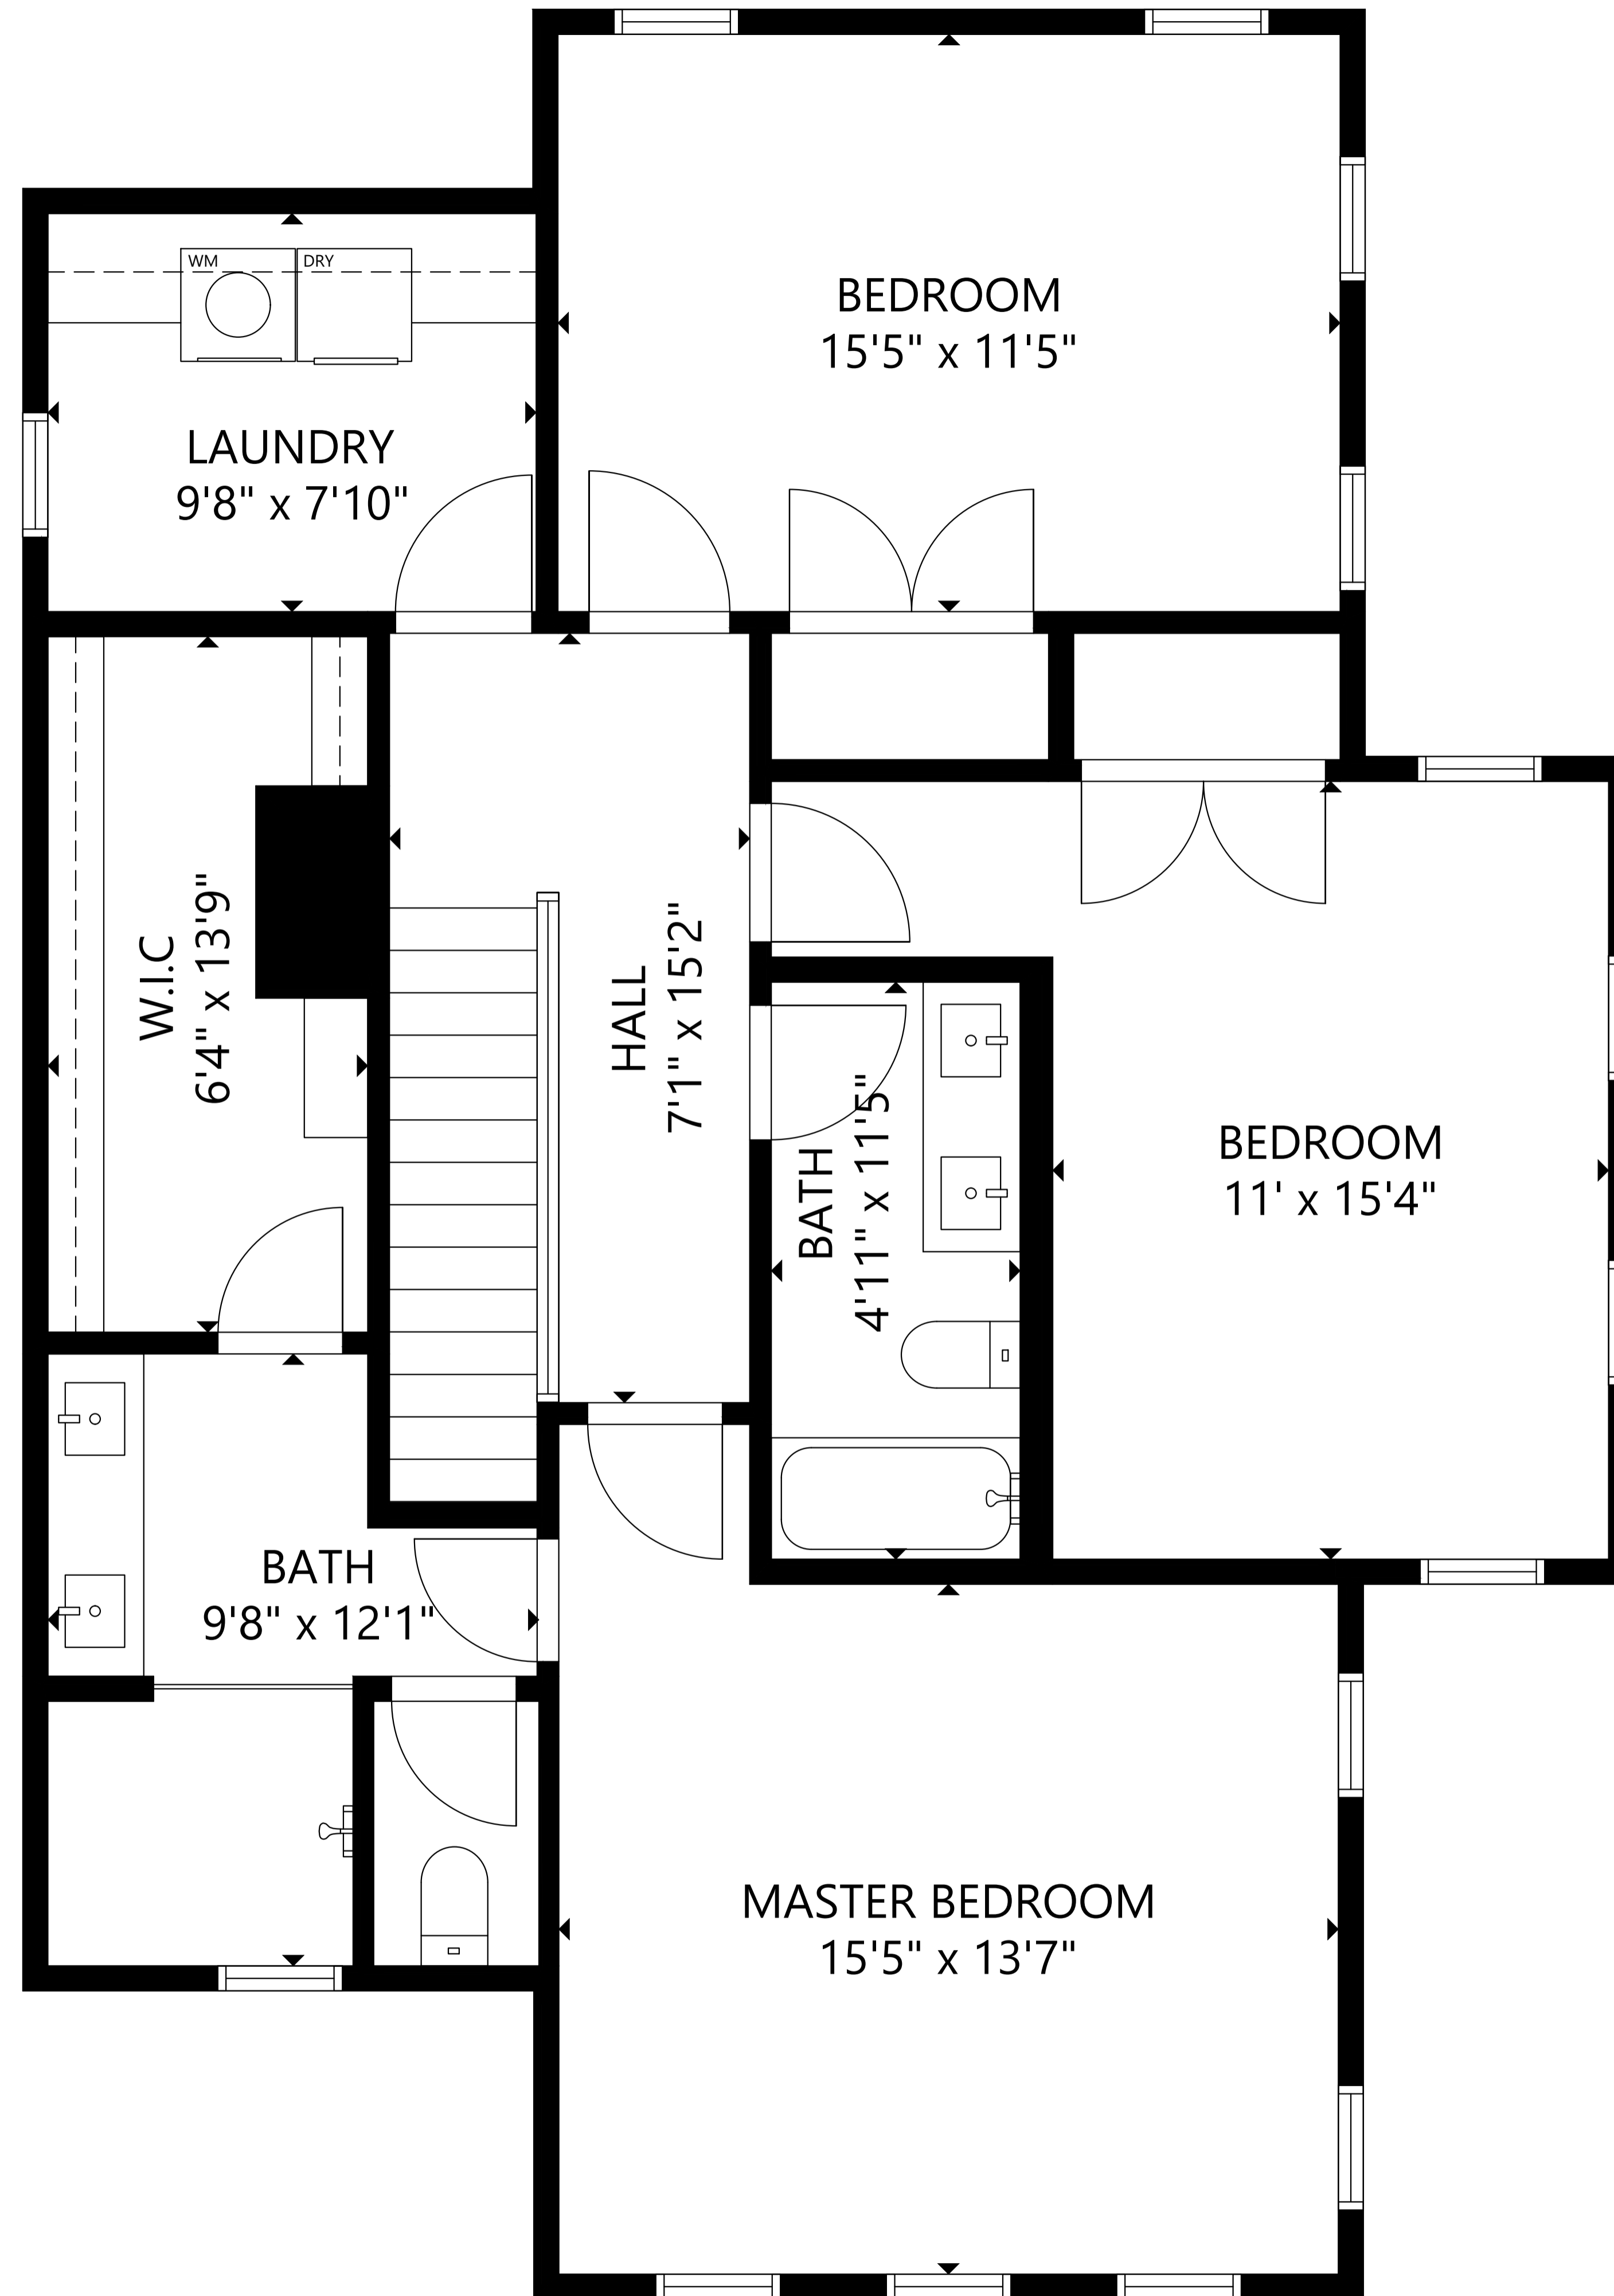 BEDROOM
15'5" x 11'5"
WM
DRY
LAUNDRY
9'8" x 7'10"
W.I.C
6'4" x 13'9"
HALL
7'1" x 15'2"
BATH
4'11" x 11'5"
BEDROOM
11' x 15'4"
BATH
9'8" x 12'1"
MASTER BEDROOM
15'5" x 13'7"